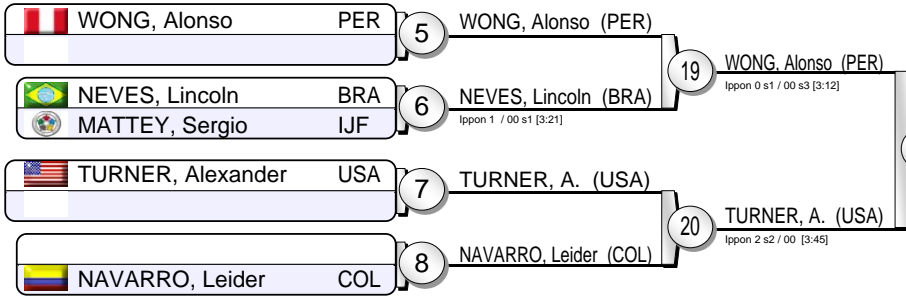 WONG, Alonso PER
5
WONG, Alonso (PER)
19
WONG, Alonso (PER)
Ippon 0 s1 / 00 s3 [3:12]
NEVES, Lincoln BRA
MATTEY, Sergio IJF
6
NEVES, Lincoln (BRA)
Ippon 1 / 00 s1 [3:21]
TURNER, Alexander USA
7
TURNER, A. (USA)
20
TURNER, A. (USA)
Ippon 2 s2 / 00 [3:45]
NAVARRO, Leider COL
8
NAVARRO, Leider (COL)